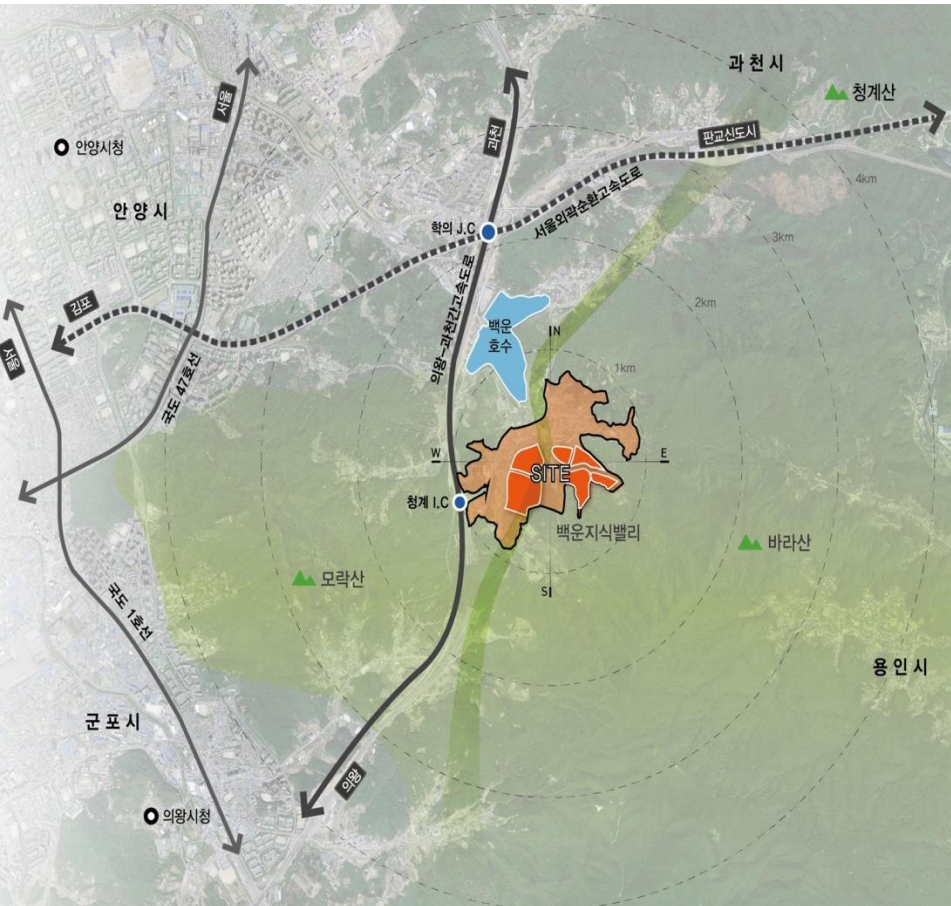 과천시
청계산
서울
과천
판교신도시
안양시청
4km
안양시
학의 J.C
서울외곽순환고속도로
3km
김포
의왕-과천간고속도로
2km
서울
백운
호수
N
국도 47호선
1km
W
E
SITE
청계 I.C
백운지식밸리
바라산
모락산
S
국도 1호선
용인시
군포시
의왕
의왕시청